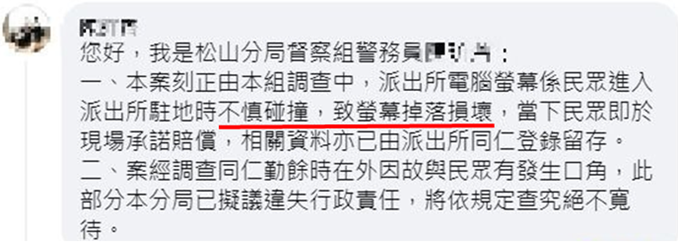 您好，我是松山分局督察組警務員：
一、本案刻正由本組調查中，派出所電腦螢幕係民眾進入
派出所駐地時不慎碰撞，致螢幕掉落損壞，當下民眾即於
現場承諾賠償，相關資料亦已由派出所同仁登錄留存。
二、案經調查同仁勤餘時在外因故與民眾有發生口角，此
部分本分局已擬議違失行政責任，將依規定查究絕不寬
待。